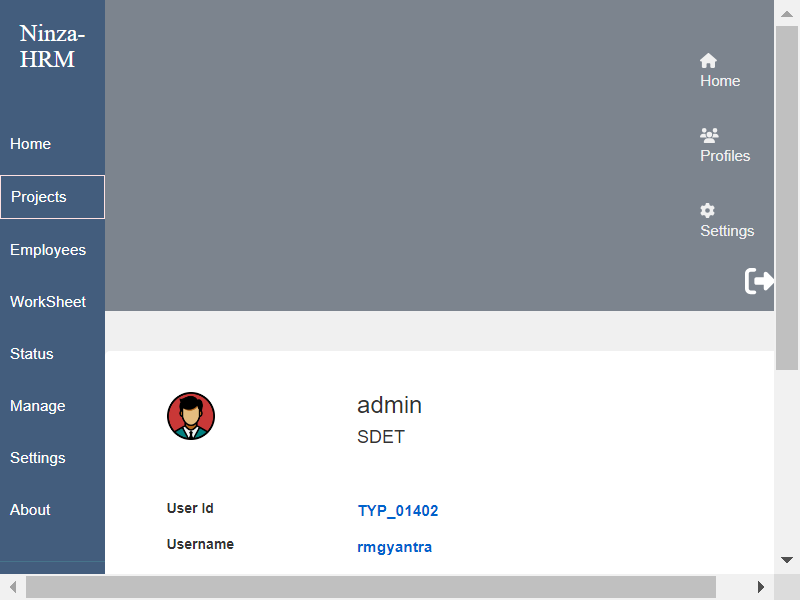 Ninza-
HRM
Home
Projects
Employees
WorkSheet
Status
Manage
Settings
About
Home
Profiles
Settings
admin
SDET
User Id
TYP_01402
Username
rmgyantra